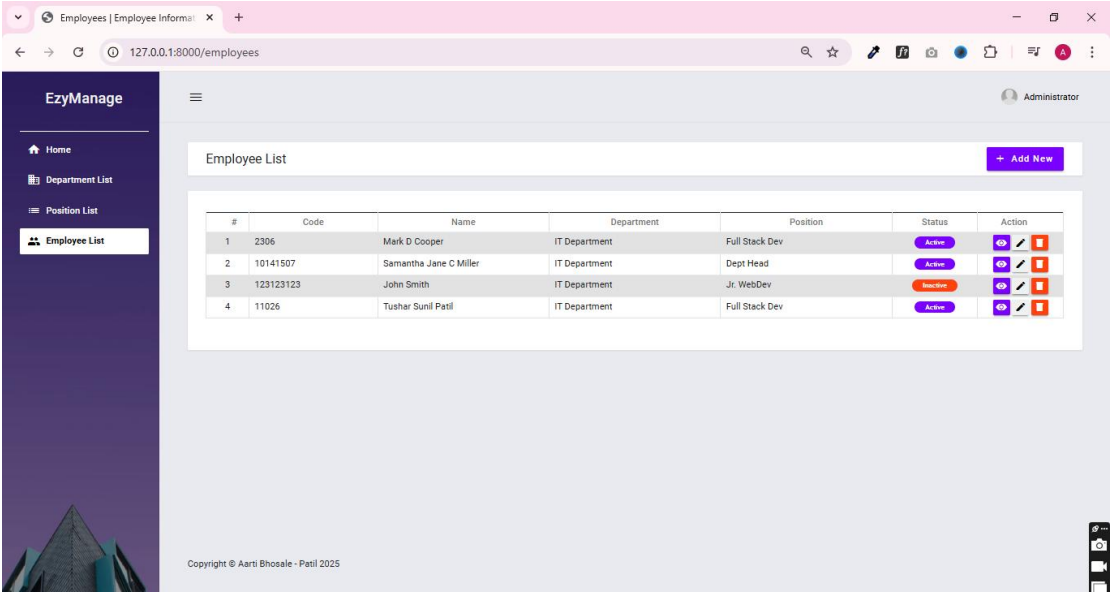 Employees | Employee Informat
127.0.0.1:8000/employees
A
EzyManage
Administrator
Home
Department List
Position List
Employee List
Employee List
+ Add New
# Code Name Department Position Status Action
1 2306 Mark D Cooper IT Department Full Stack Dev Active
2 10141507 Samantha Jane C Miller IT Department Dept Head Active
3 123123123 John Smith IT Department Jr. WebDev Inactive
4 11026 Tushar Sunil Patil IT Department Full Stack Dev Active
Copyright © Aarti Bhosale - Patil 2025